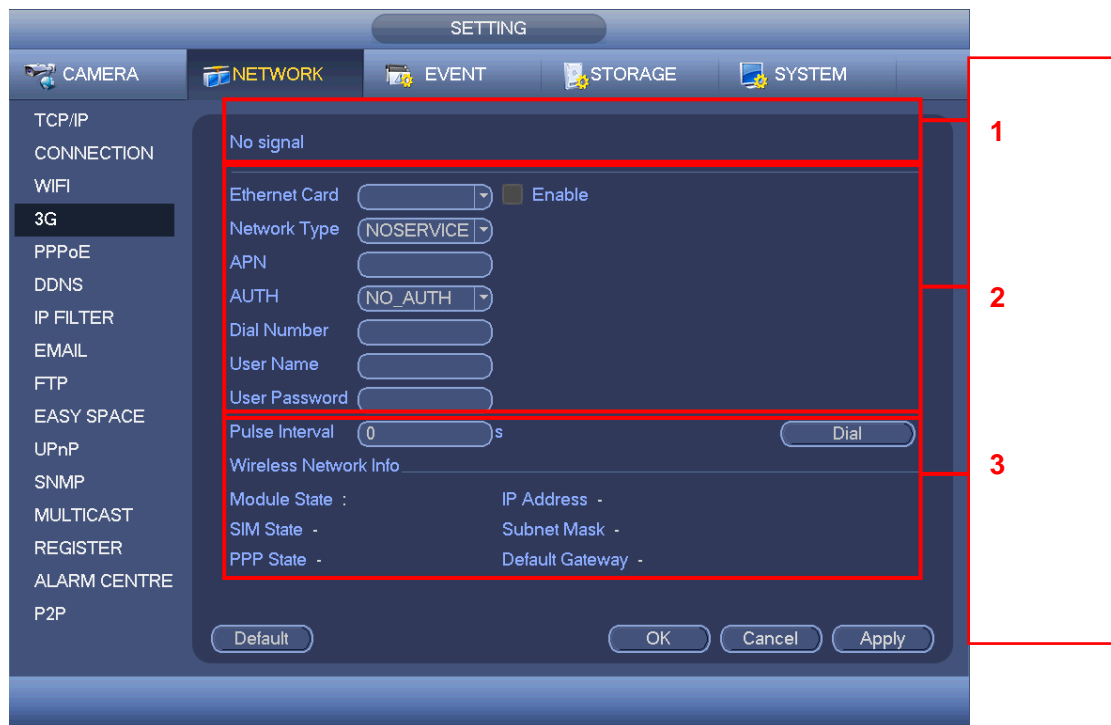 SETTING
CAMERA NETWORK EVENT STORAGE SYSTEM
TCP/IP
CONNECTION
WIFI
3G
PPPoE
DDNS
IP FILTER
EMAIL
FTP
EASY SPACE
UPnP
SNMP
MULTICAST
REGISTER
ALARM CENTRE
P2P
No signal
Ethernet Card Enable
Network Type NOSERVICE
APN
AUTH NO_AUTH
Dial Number
User Name
User Password
Pulse Interval 0 s Dial
Wireless Network Info
Module State : IP Address -
SIM State - Subnet Mask -
PPP State - Default Gateway -
Default OK Cancel Apply
1
2
3